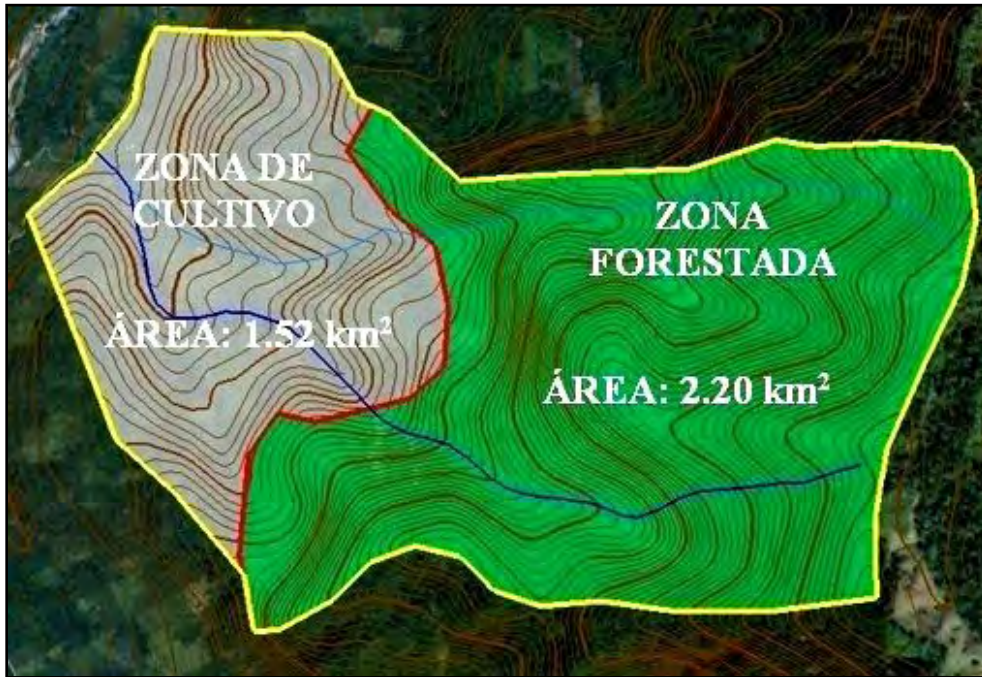 ZONA DE
CULTIVO
ÁREA: 1.52 km²
ZONA
FORESTADA
ÁREA: 2.20 km²